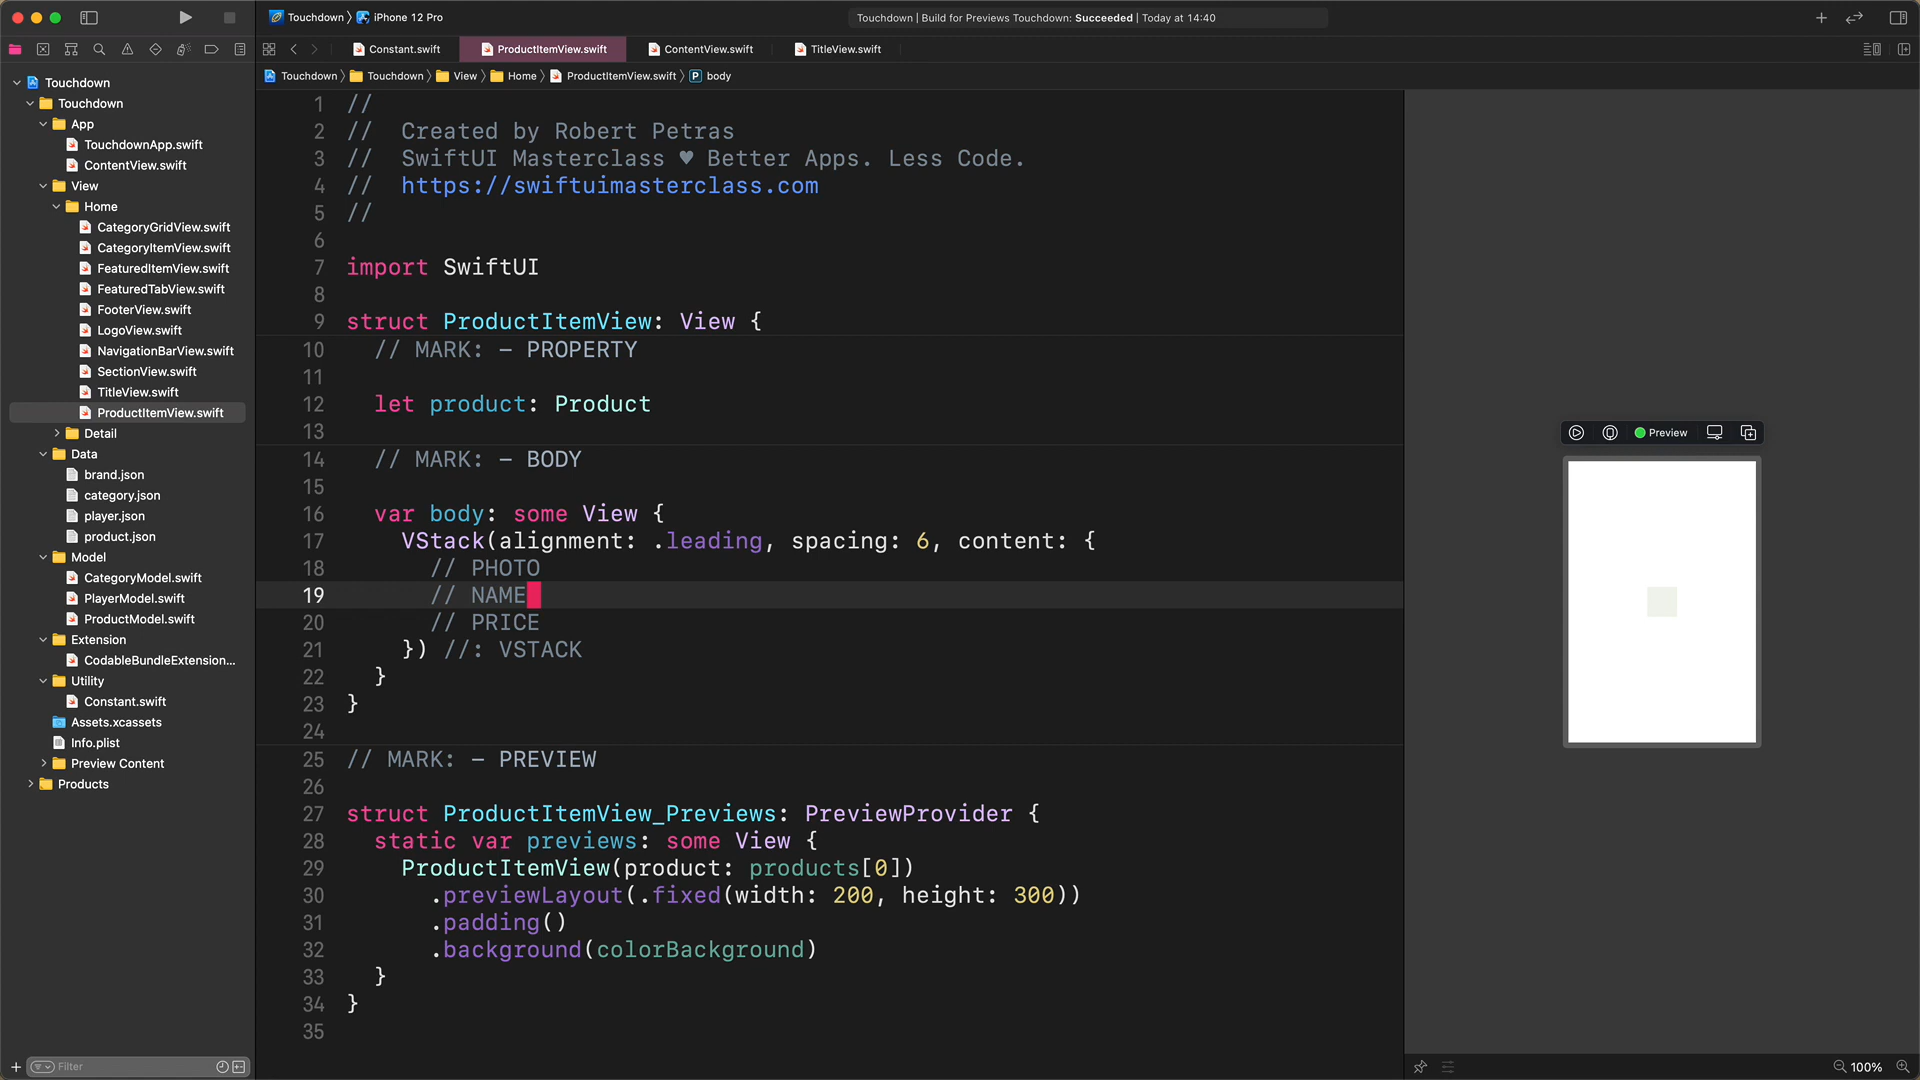 Touchdown
iPhone 12 Pro
Touchdown | Build for Previews Touchdown: Succeeded | Today at 14:40
Constant.swift
ProductItemView.swift
ContentView.swift
TitleView.swift
Touchdown
Touchdown
View
Home
ProductItemView.swift
P body
Touchdown
Touchdown
App
TouchdownApp.swift
ContentView.swift
View
Home
CategoryGridView.swift
CategoryItemView.swift
FeaturedItemView.swift
FeaturedTabView.swift
FooterView.swift
LogoView.swift
NavigationBarView.swift
SectionView.swift
TitleView.swift
ProductItemView.swift
Detail
Data
brand.json
category.json
player.json
product.json
Model
CategoryModel.swift
PlayerModel.swift
ProductModel.swift
Extension
CodableBundleExtension...
Utility
Constant.swift
Assets.xcassets
Info.plist
Preview Content
Products
Filter
1 //
2 //  Created by Robert Petras
3 //  SwiftUI Masterclass ♥ Better Apps. Less Code.
4 //  https://swiftuimasterclass.com
5 //
6
7 import SwiftUI
8
9 struct ProductItemView: View {
10   // MARK: - PROPERTY
11
12   let product: Product
13
14   // MARK: - BODY
15
16   var body: some View {
17     VStack(alignment: .leading, spacing: 6, content: {
18       // PHOTO
19       // NAME
20       // PRICE
21     }) //: VSTACK
22   }
23 }
24
25 // MARK: - PREVIEW
26
27 struct ProductItemView_Previews: PreviewProvider {
28   static var previews: some View {
29     ProductItemView(product: products[0])
30       .previewLayout(.fixed(width: 200, height: 300))
31       .padding()
32       .background(colorBackground)
33   }
34 }
35
Preview
100%